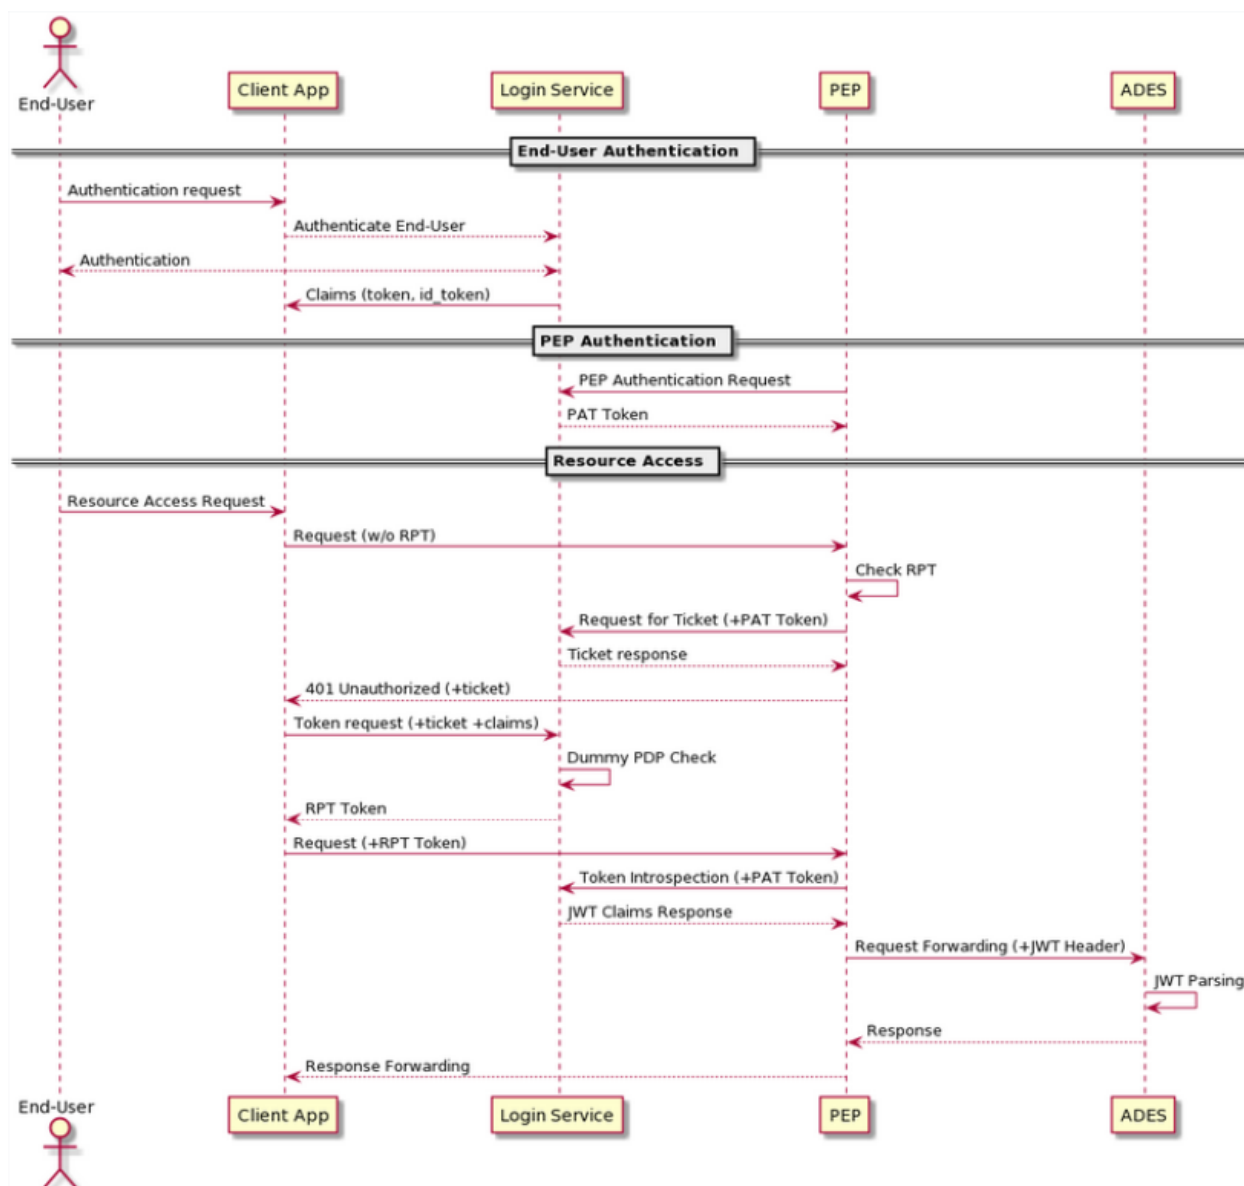 End-User
Client App
Login Service
PEP
ADES
End-User Authentication
Authentication request
Authenticate End-User
Authentication
Claims (token, id_token)
PEP Authentication
PEP Authentication Request
PAT Token
Resource Access
Resource Access Request
Request (w/o RPT)
Check RPT
Request for Ticket (+PAT Token)
Ticket response
401 Unauthorized (+ticket)
Token request (+ticket +claims)
Dummy PDP Check
RPT Token
Request (+RPT Token)
Token Introspection (+PAT Token)
JWT Claims Response
Request Forwarding (+JWT Header)
JWT Parsing
Response
Response Forwarding
End-User
Client App
Login Service
PEP
ADES